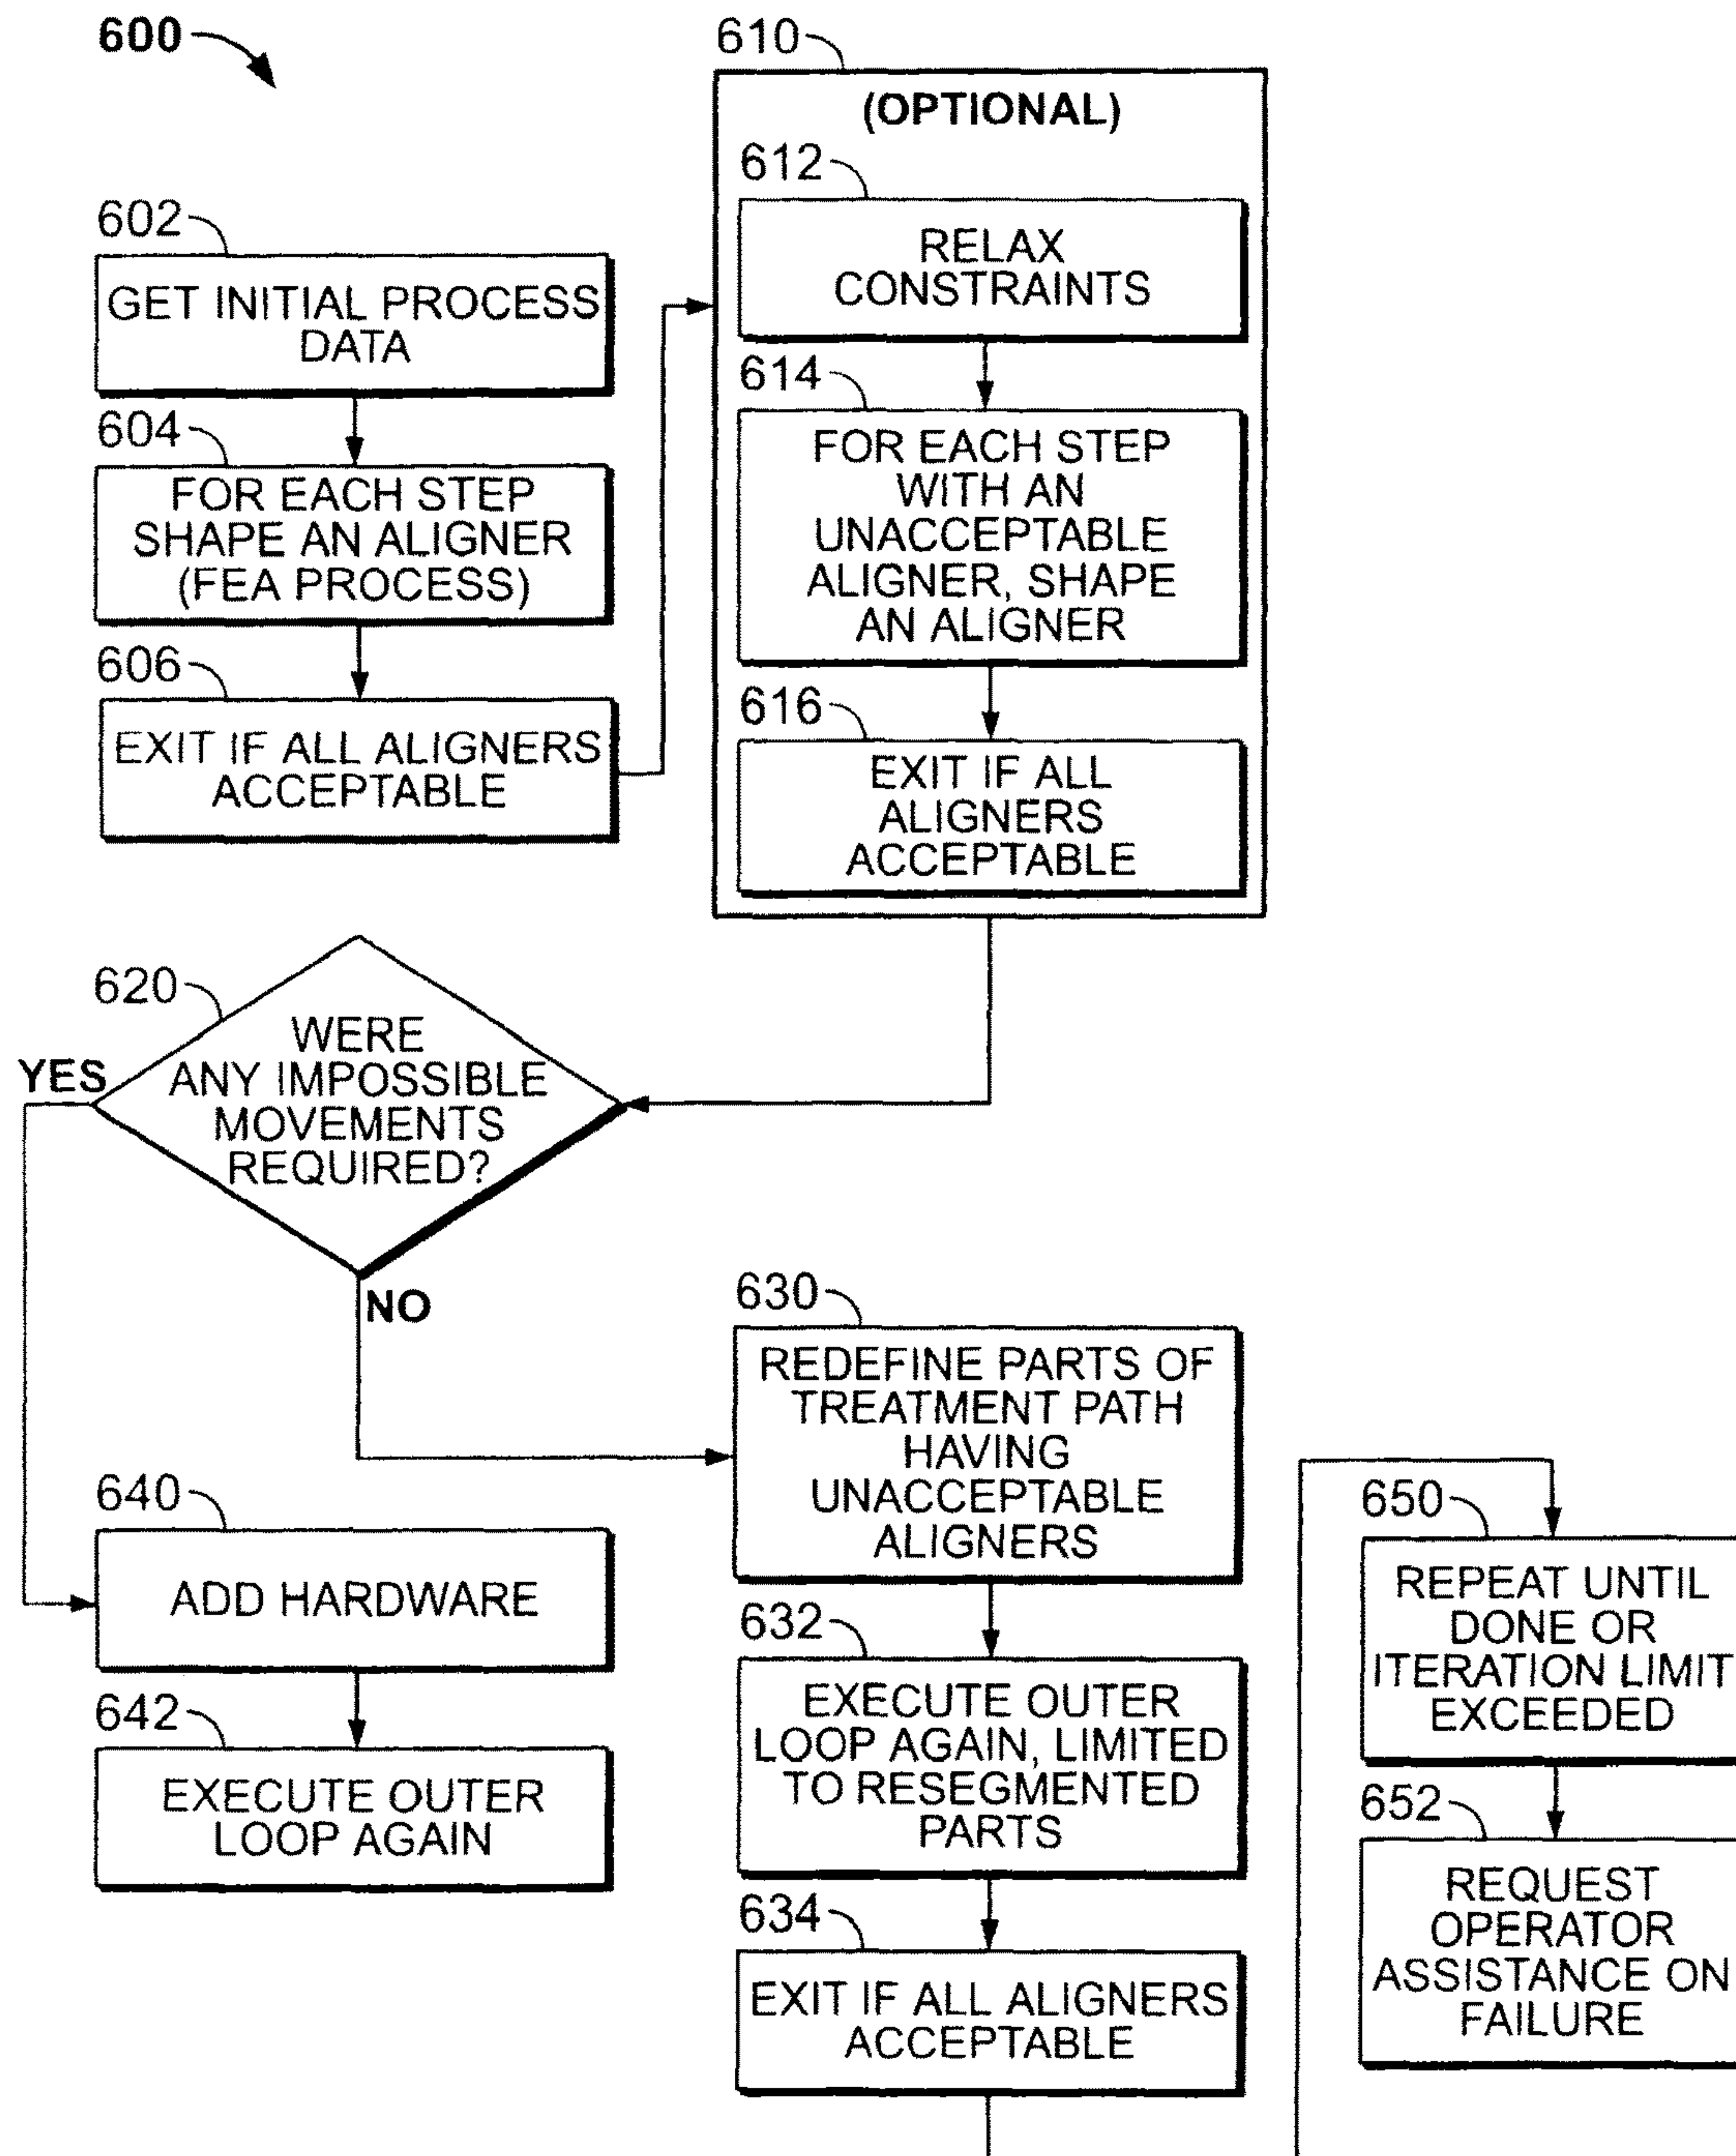 600
602
GET INITIAL PROCESS
DATA
604
FOR EACH STEP
SHAPE AN ALIGNER
(FEA PROCESS)
606
EXIT IF ALL ALIGNERS
ACCEPTABLE
610
(OPTIONAL)
612
RELAX
CONSTRAINTS
614
FOR EACH STEP
WITH AN
UNACCEPTABLE
ALIGNER, SHAPE
AN ALIGNER
616
EXIT IF ALL
ALIGNERS
ACCEPTABLE
620
WERE
ANY IMPOSSIBLE
MOVEMENTS
REQUIRED?
YES
NO
640
ADD HARDWARE
642
EXECUTE OUTER
LOOP AGAIN
630
REDEFINE PARTS OF
TREATMENT PATH
HAVING
UNACCEPTABLE
ALIGNERS
632
EXECUTE OUTER
LOOP AGAIN, LIMITED
TO RESEGMENTED
PARTS
634
EXIT IF ALL ALIGNERS
ACCEPTABLE
650
REPEAT UNTIL
DONE OR
ITERATION LIMIT
EXCEEDED
652
REQUEST
OPERATOR
ASSISTANCE ON
FAILURE